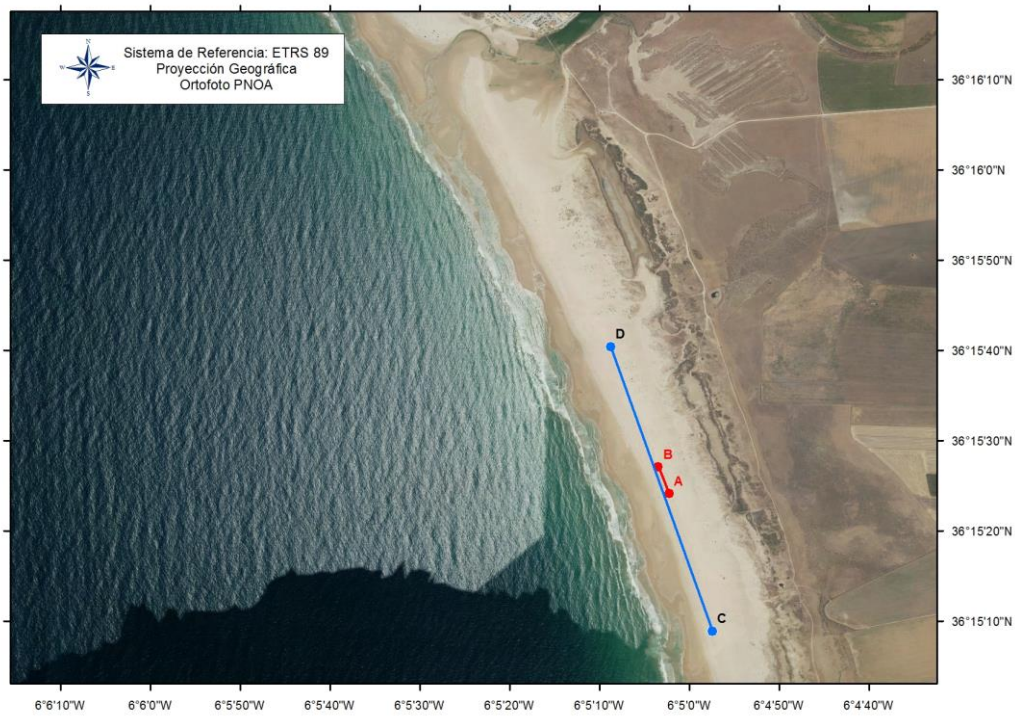 N
W E
S
Sistema de Referencia: ETRS 89
Proyección Geográfica
Ortofoto PNOA
36°16'10"N
36°16'0"N
36°15'50"N
D
36°15'40"N
B
36°15'30"N
A
36°15'20"N
C
36°15'10"N
6°6'10"W 6°6'0"W 6°5'50"W 6°5'40"W 6°5'30"W 6°5'20"W 6°5'10"W 6°5'0"W 6°4'50"W 6°4'40"W